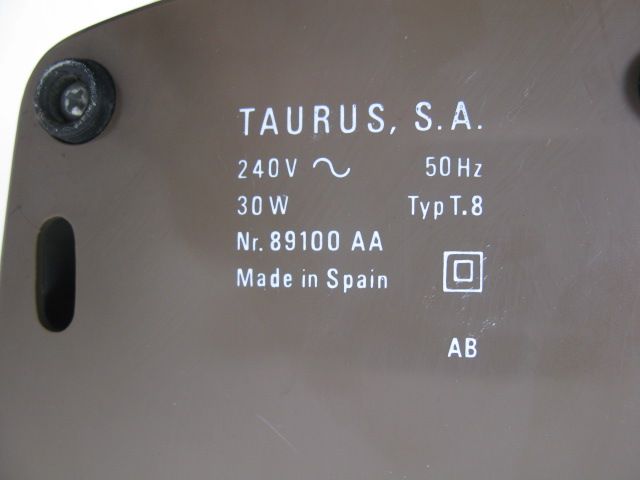 TAURUS, S.A.
240V ~ 50Hz
30W Typ T.8
Nr. 89100 AA
Made in Spain
AB